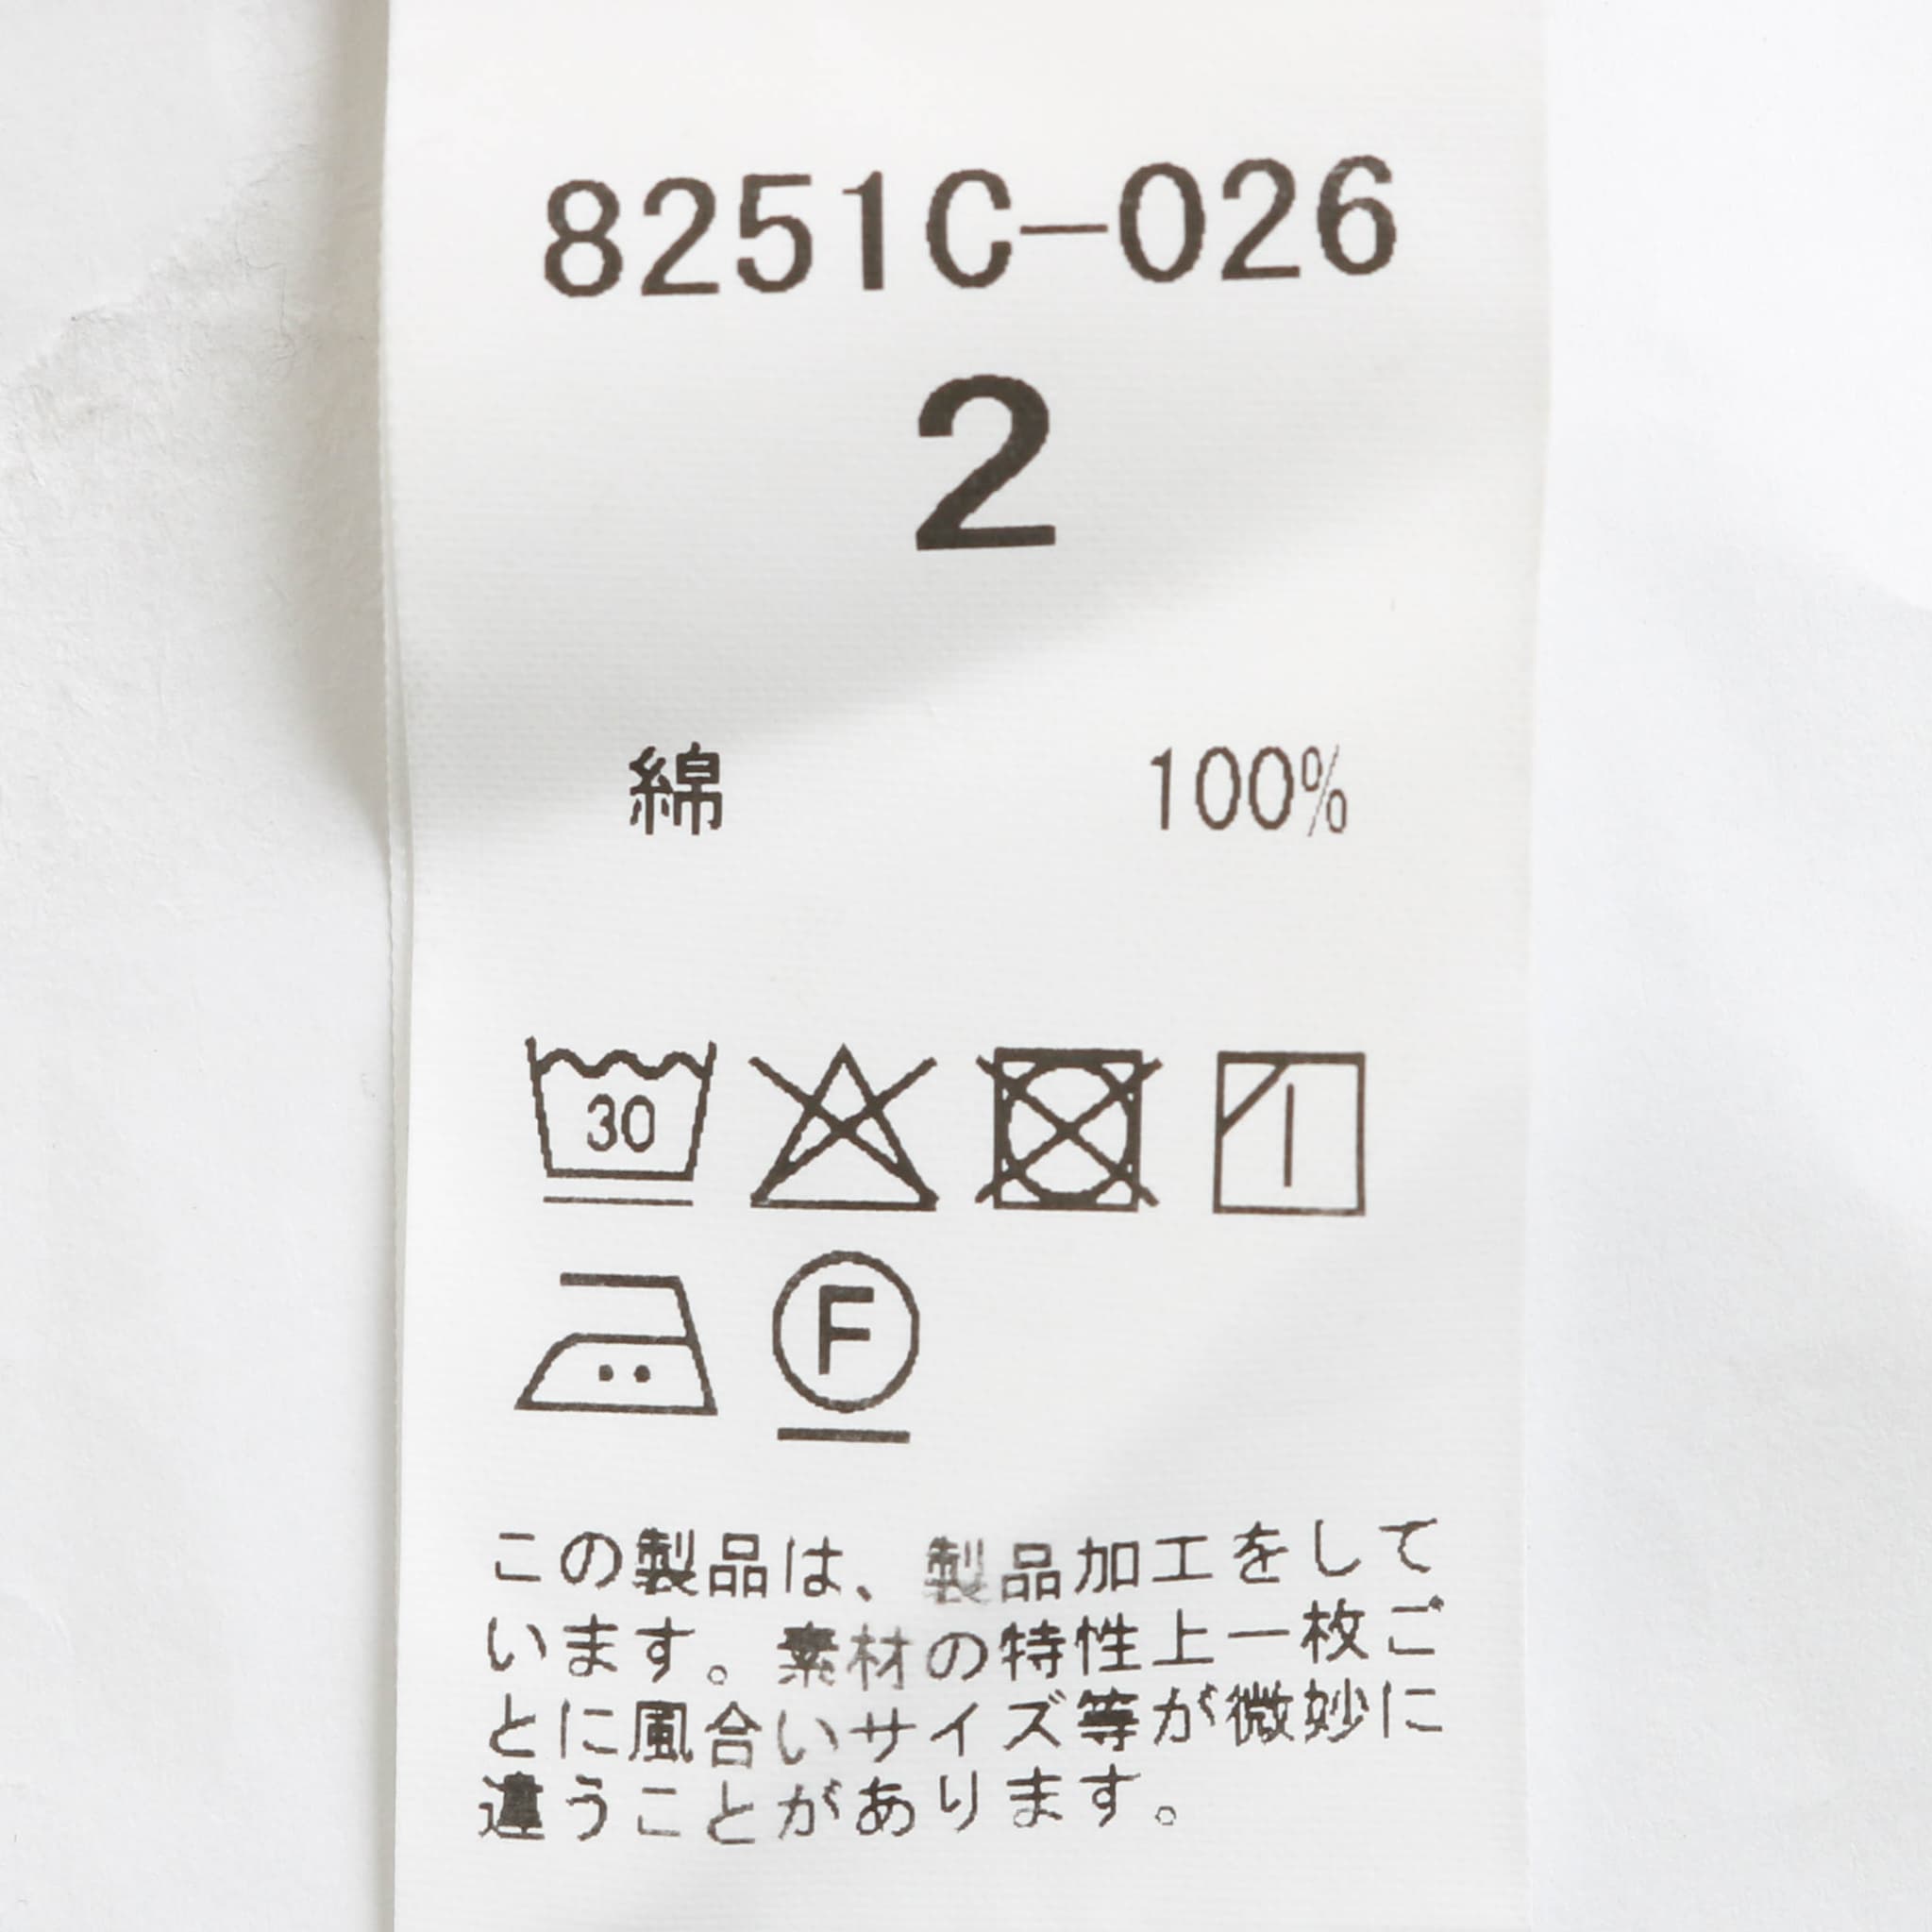 8251C-026
2
綿 100%
30
F
この製品は、製品加工をして
います。素材の特性上一枚ご
とに風合いサイズ等が微妙に
違うことがあります。